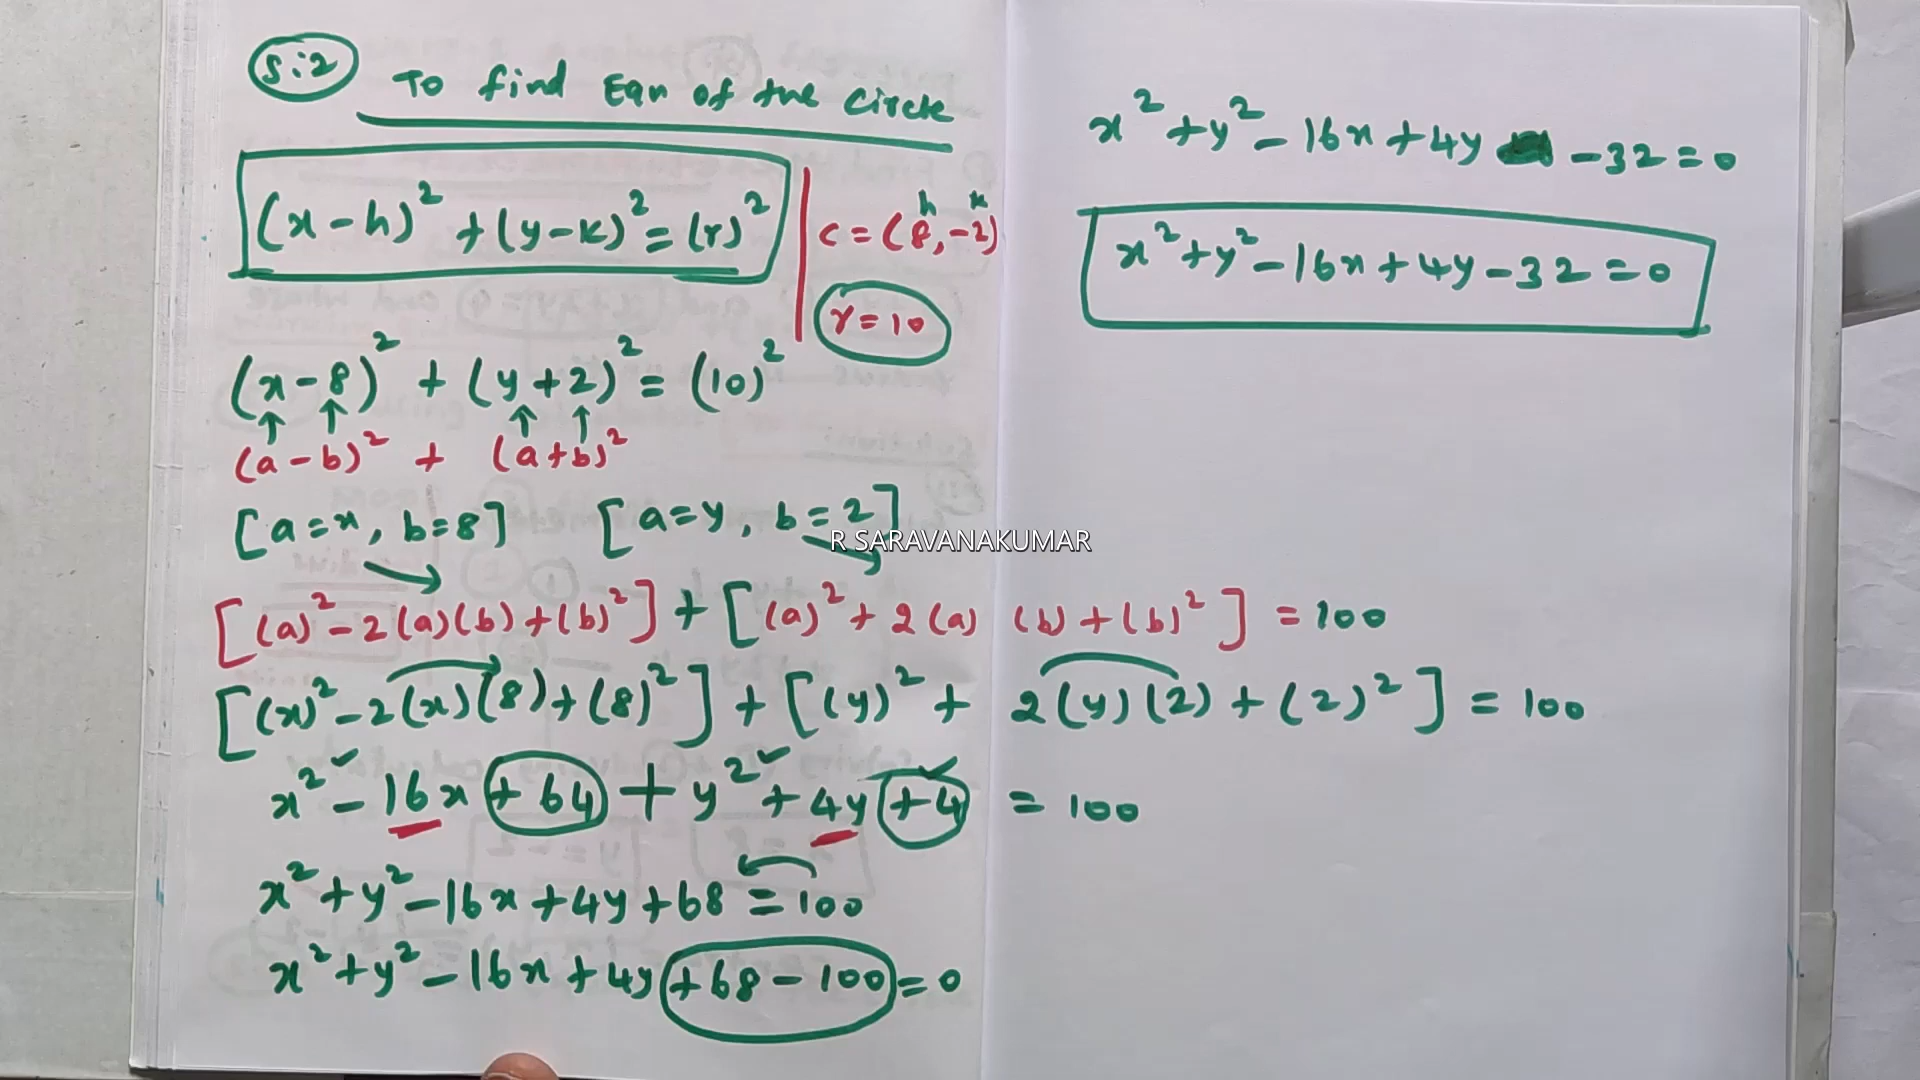 S:2 To find Eqn of the circle
(x-h)² + (y-k)² = (r)²
h k
c = (8, -2)
r = 10
(x-8)² + (y+2)² = (10)²
(a-b)² + (a+b)²
[a=x, b=8] [a=y, b=2]
[(a)² - 2(a)(b) + (b)²] + [(a)² + 2(a) (b) + (b)²] = 100
[(x)² - 2(x)(8) + (8)²] + [(y)² + 2(y)(2) + (2)²] = 100
x² - 16x + 64 + y² + 4y + 4 = 100
x² + y² - 16x + 4y + 68 = 100
x² + y² - 16x + 4y + 68 - 100 = 0
x² + y² - 16x + 4y - 32 = 0
x² + y² - 16x + 4y - 32 = 0
R SARAVANAKUMAR